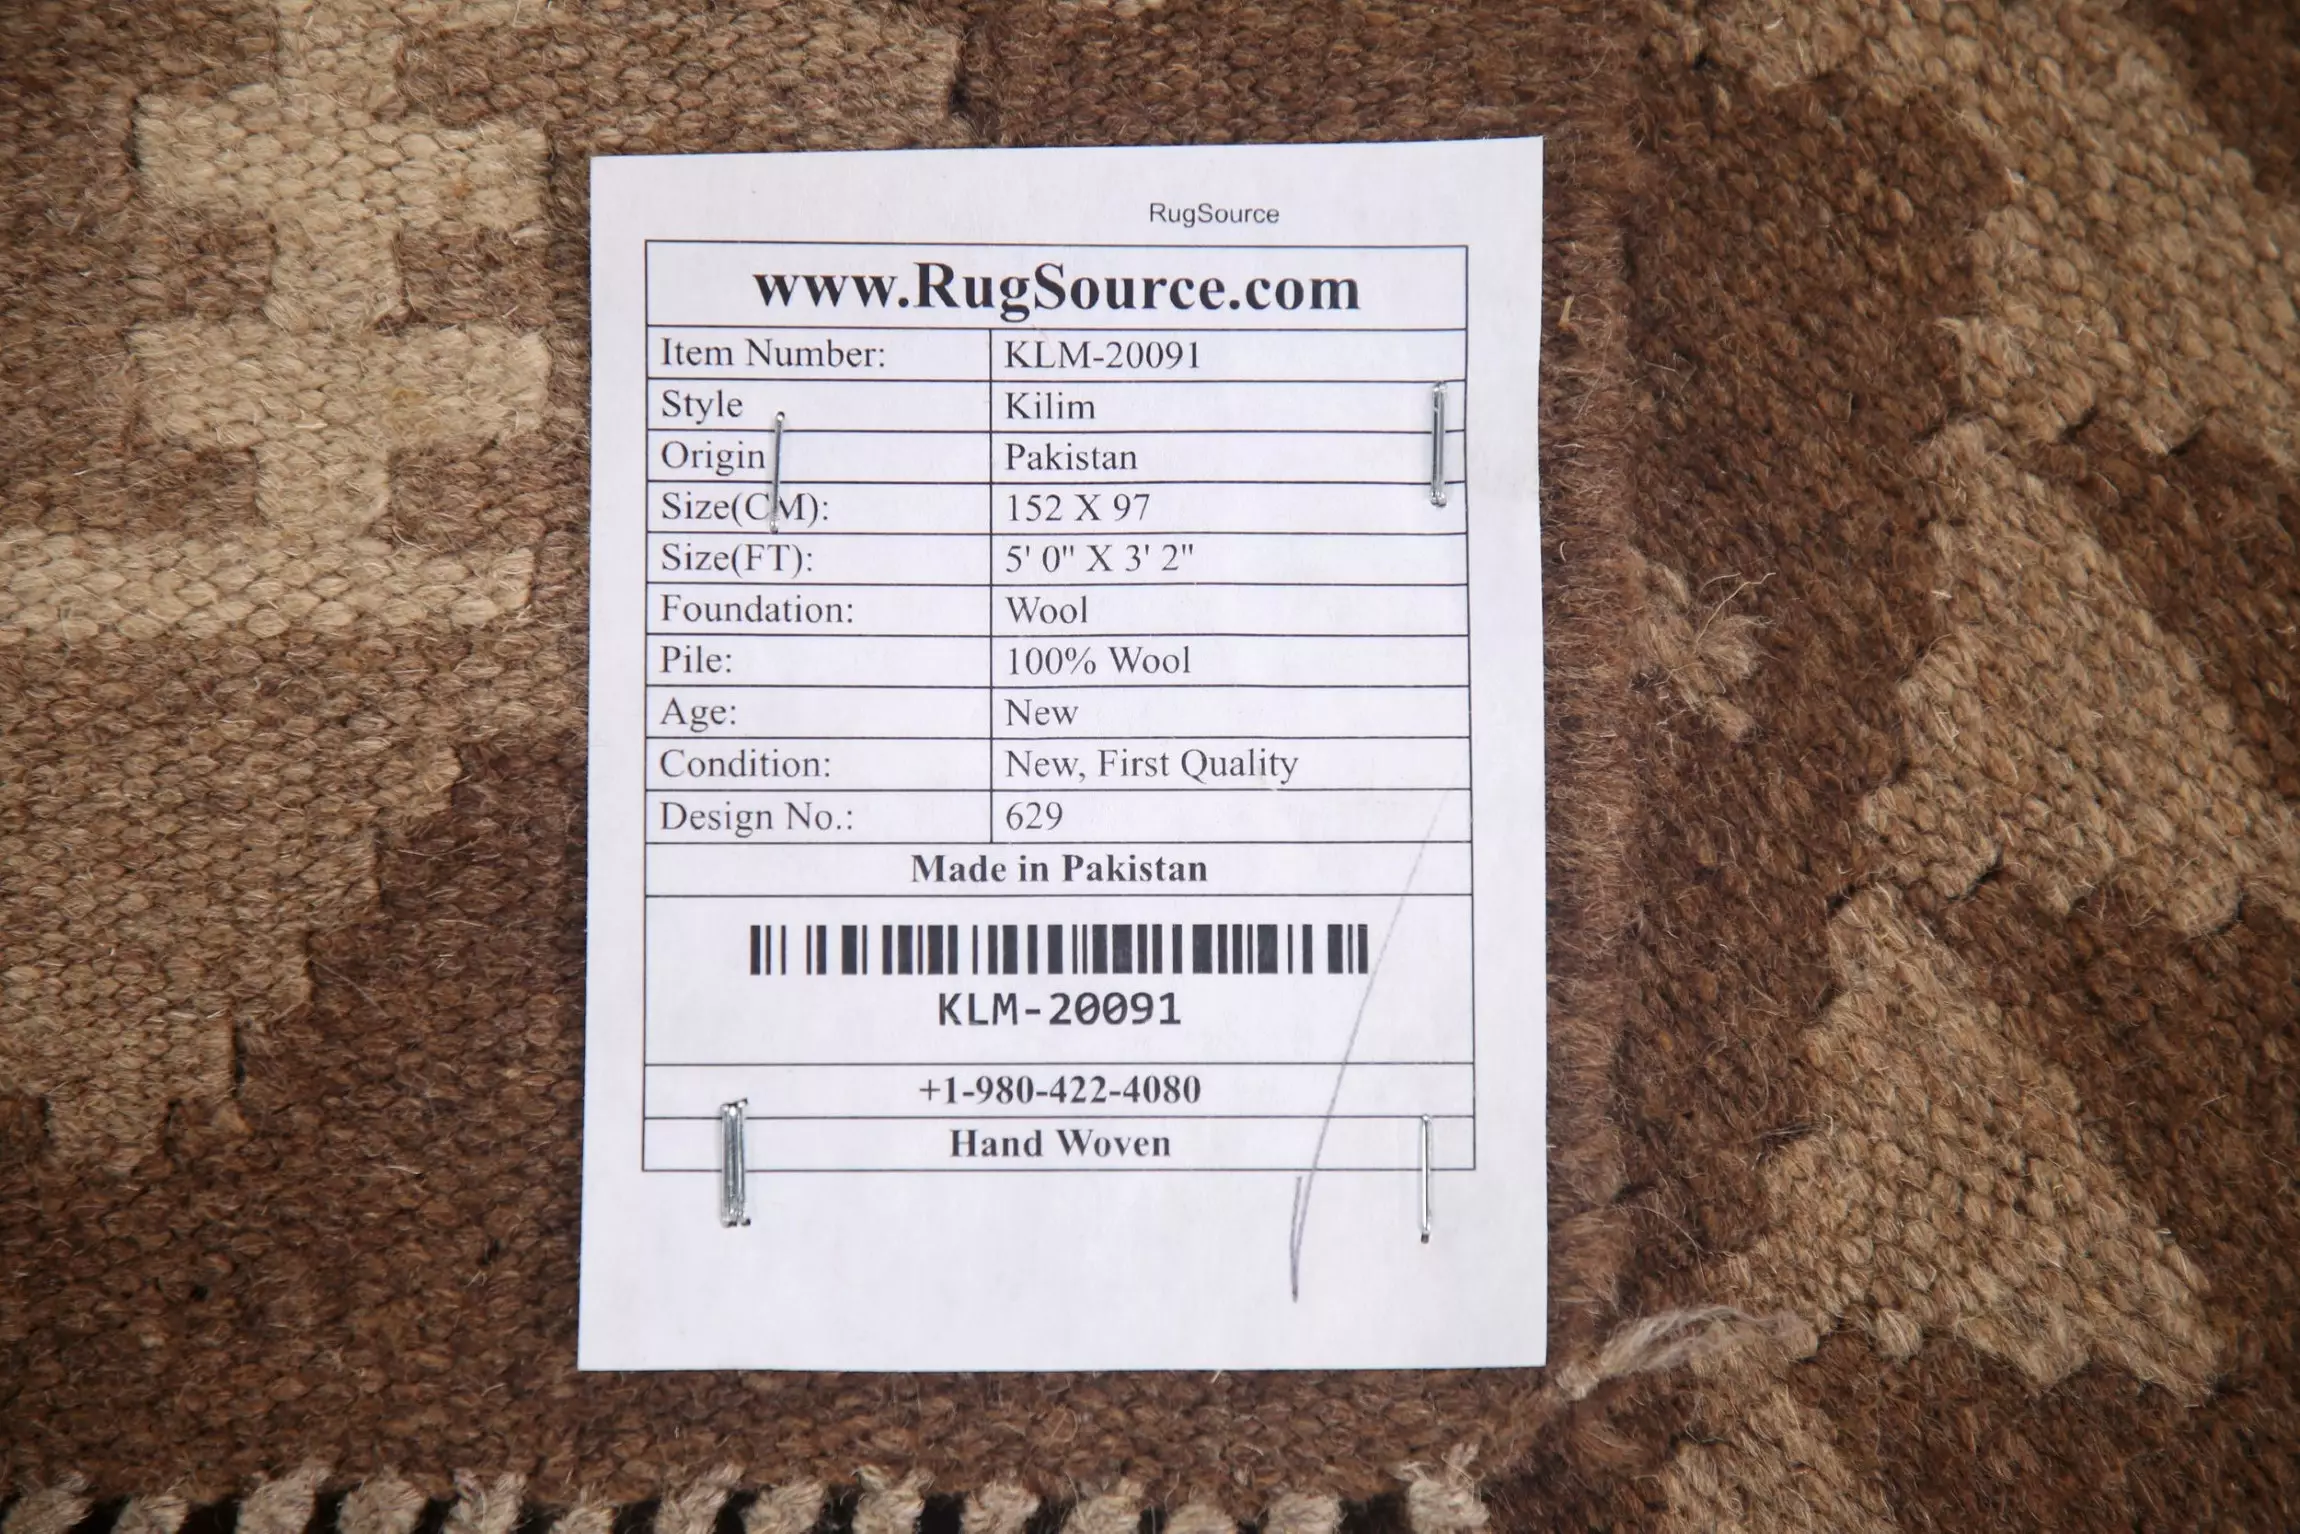 RugSource
www.RugSource.com
Item Number: KLM-20091
Style Kilim
Origin Pakistan
Size(CM): 152 X 97
Size(FT): 5' 0" X 3' 2"
Foundation: Wool
Pile: 100% Wool
Age: New
Condition: New, First Quality
Design No.: 629
Made in Pakistan
KLM-20091
+1-980-422-4080
Hand Woven